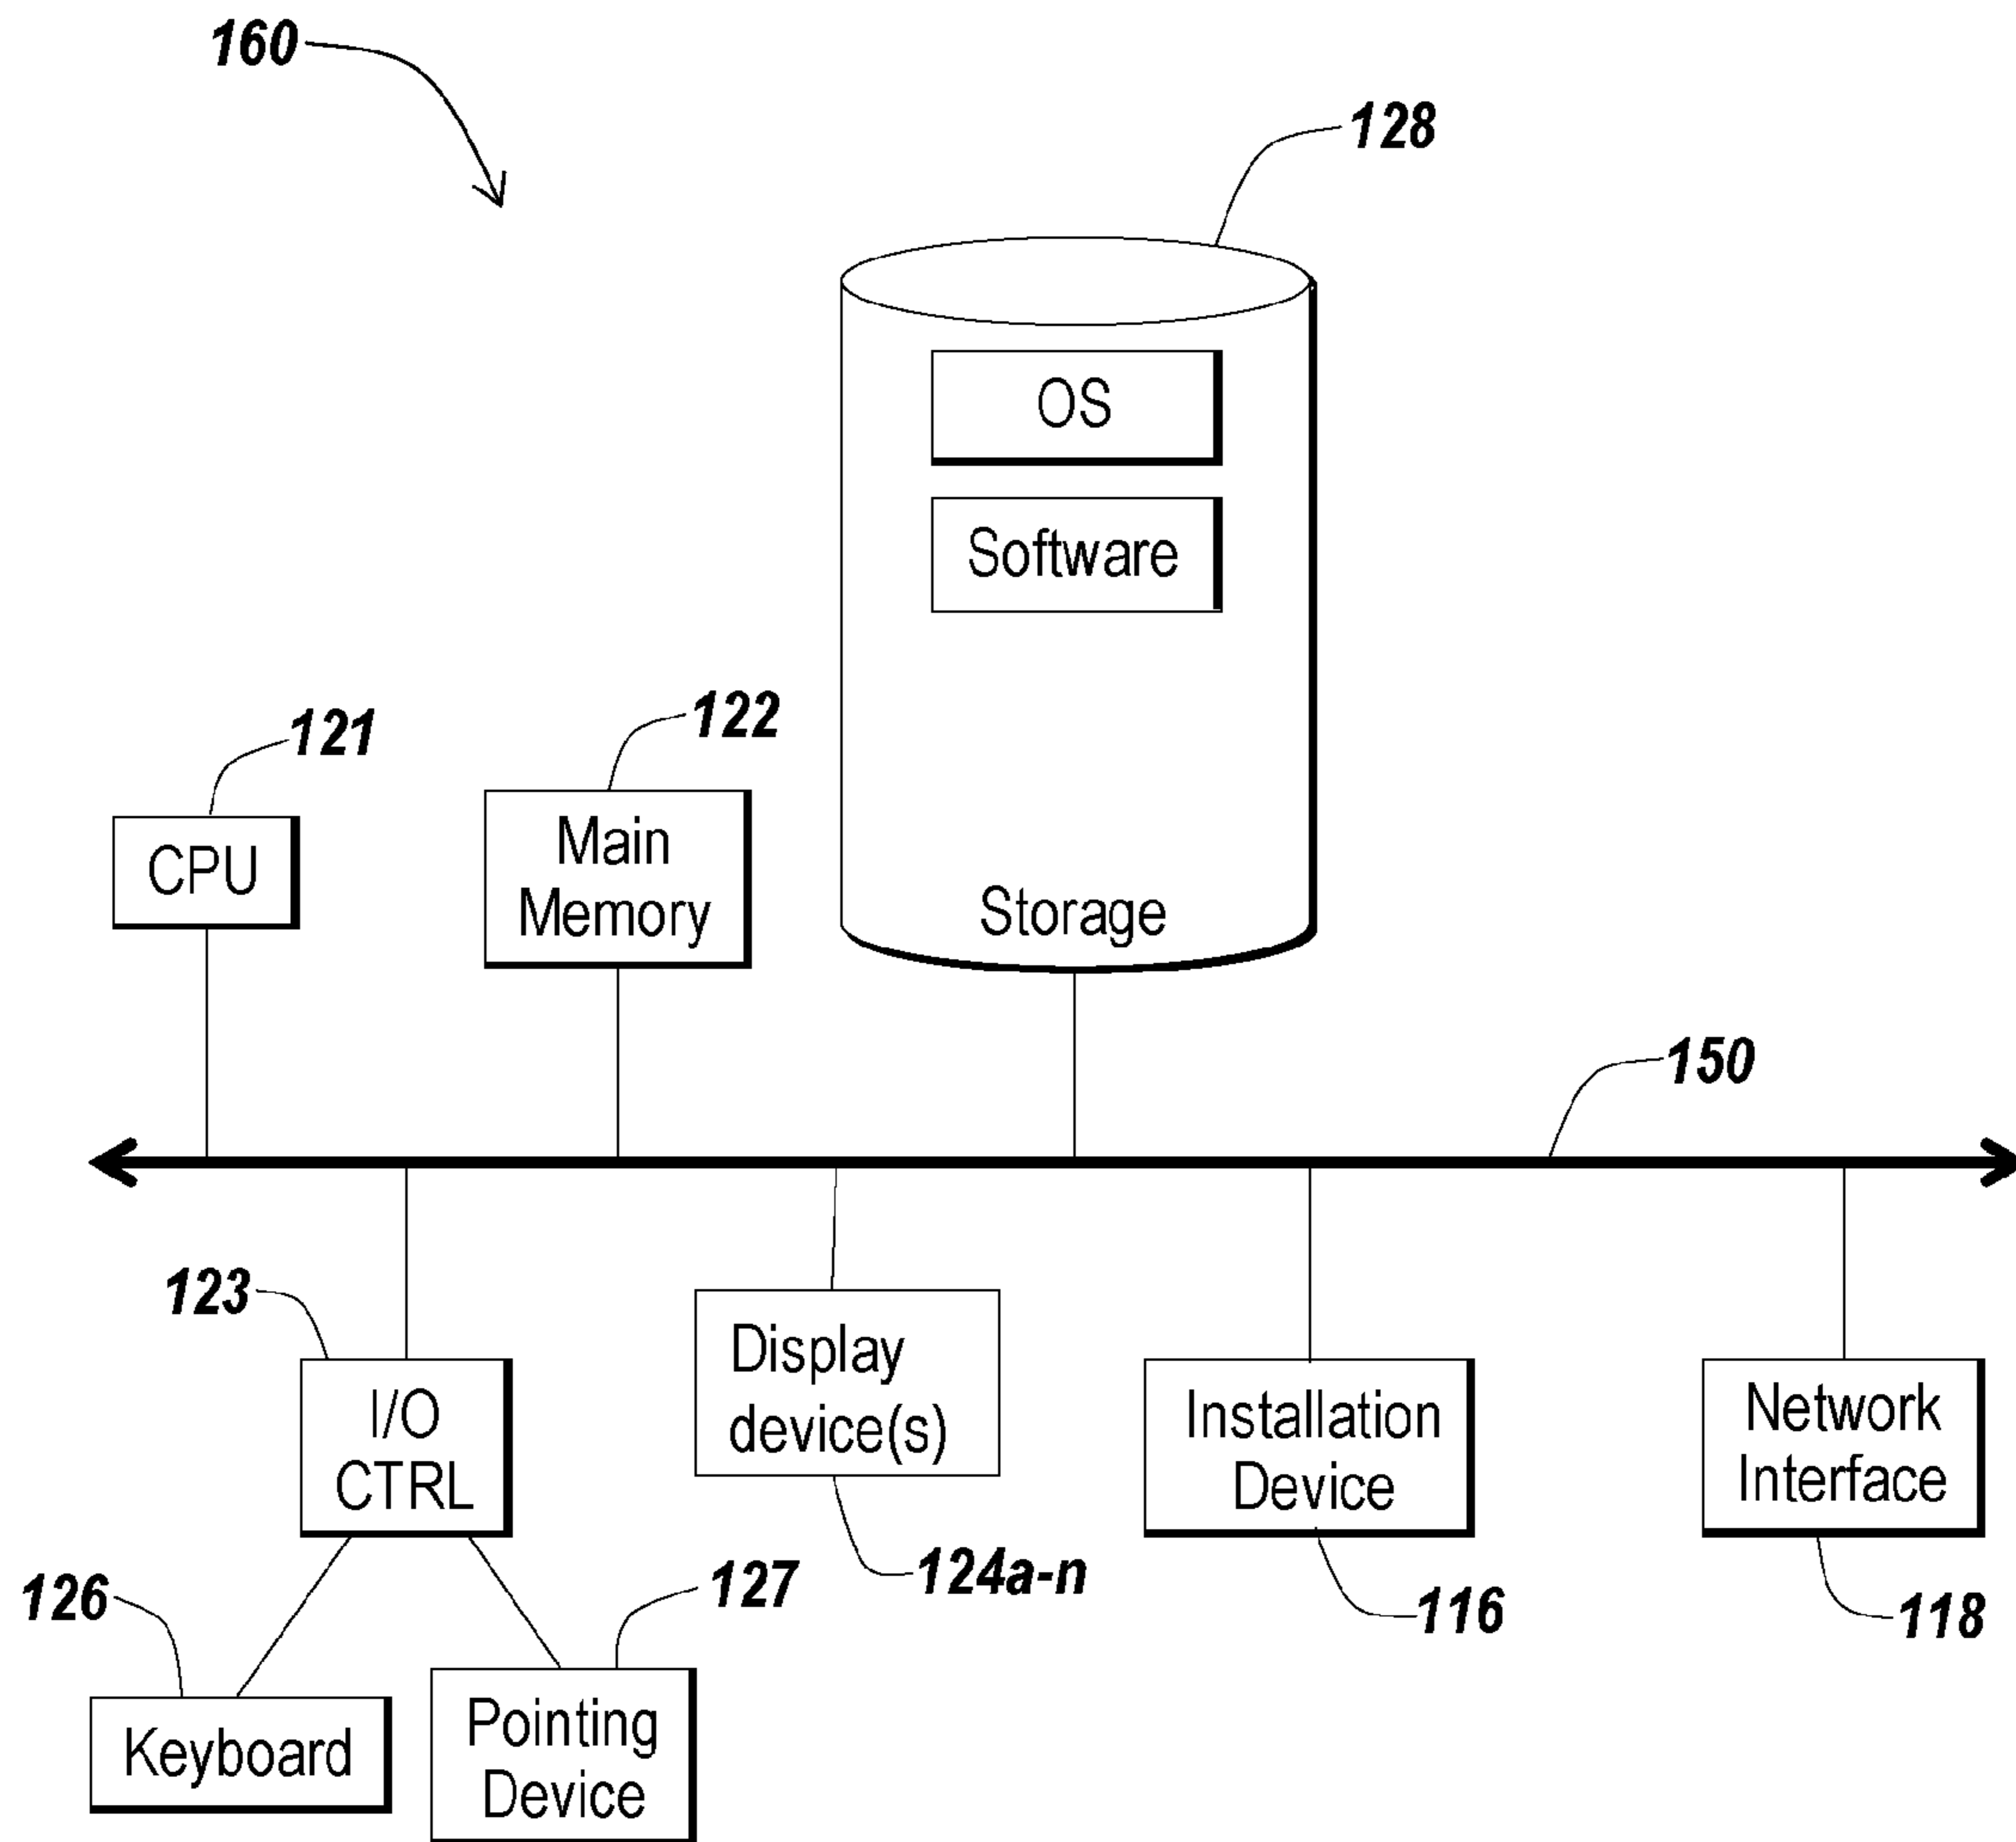 160
128
OS
Software
121
122
CPU
Main
Memory
Storage
150
123
I/O
CTRL
Display
device(s)
Installation
Device
Network
Interface
126
127
124a-n
116
118
Keyboard
Pointing
Device